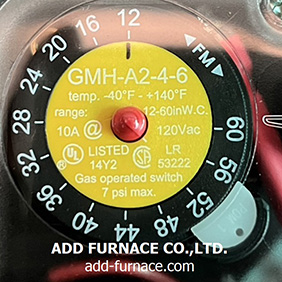 12
16
20
24
28
32
36
40
44
48
52
56
60
◄FM►
GMH-A2-4-6
temp. -40°F - +140°F
range: 12-60inW.C.
10A @ 120Vac
UL LISTED 14Y2
SA LR 53222
Gas operated switch
7 psi max.
ADD FURNACE CO.,LTD.
add-furnace.com